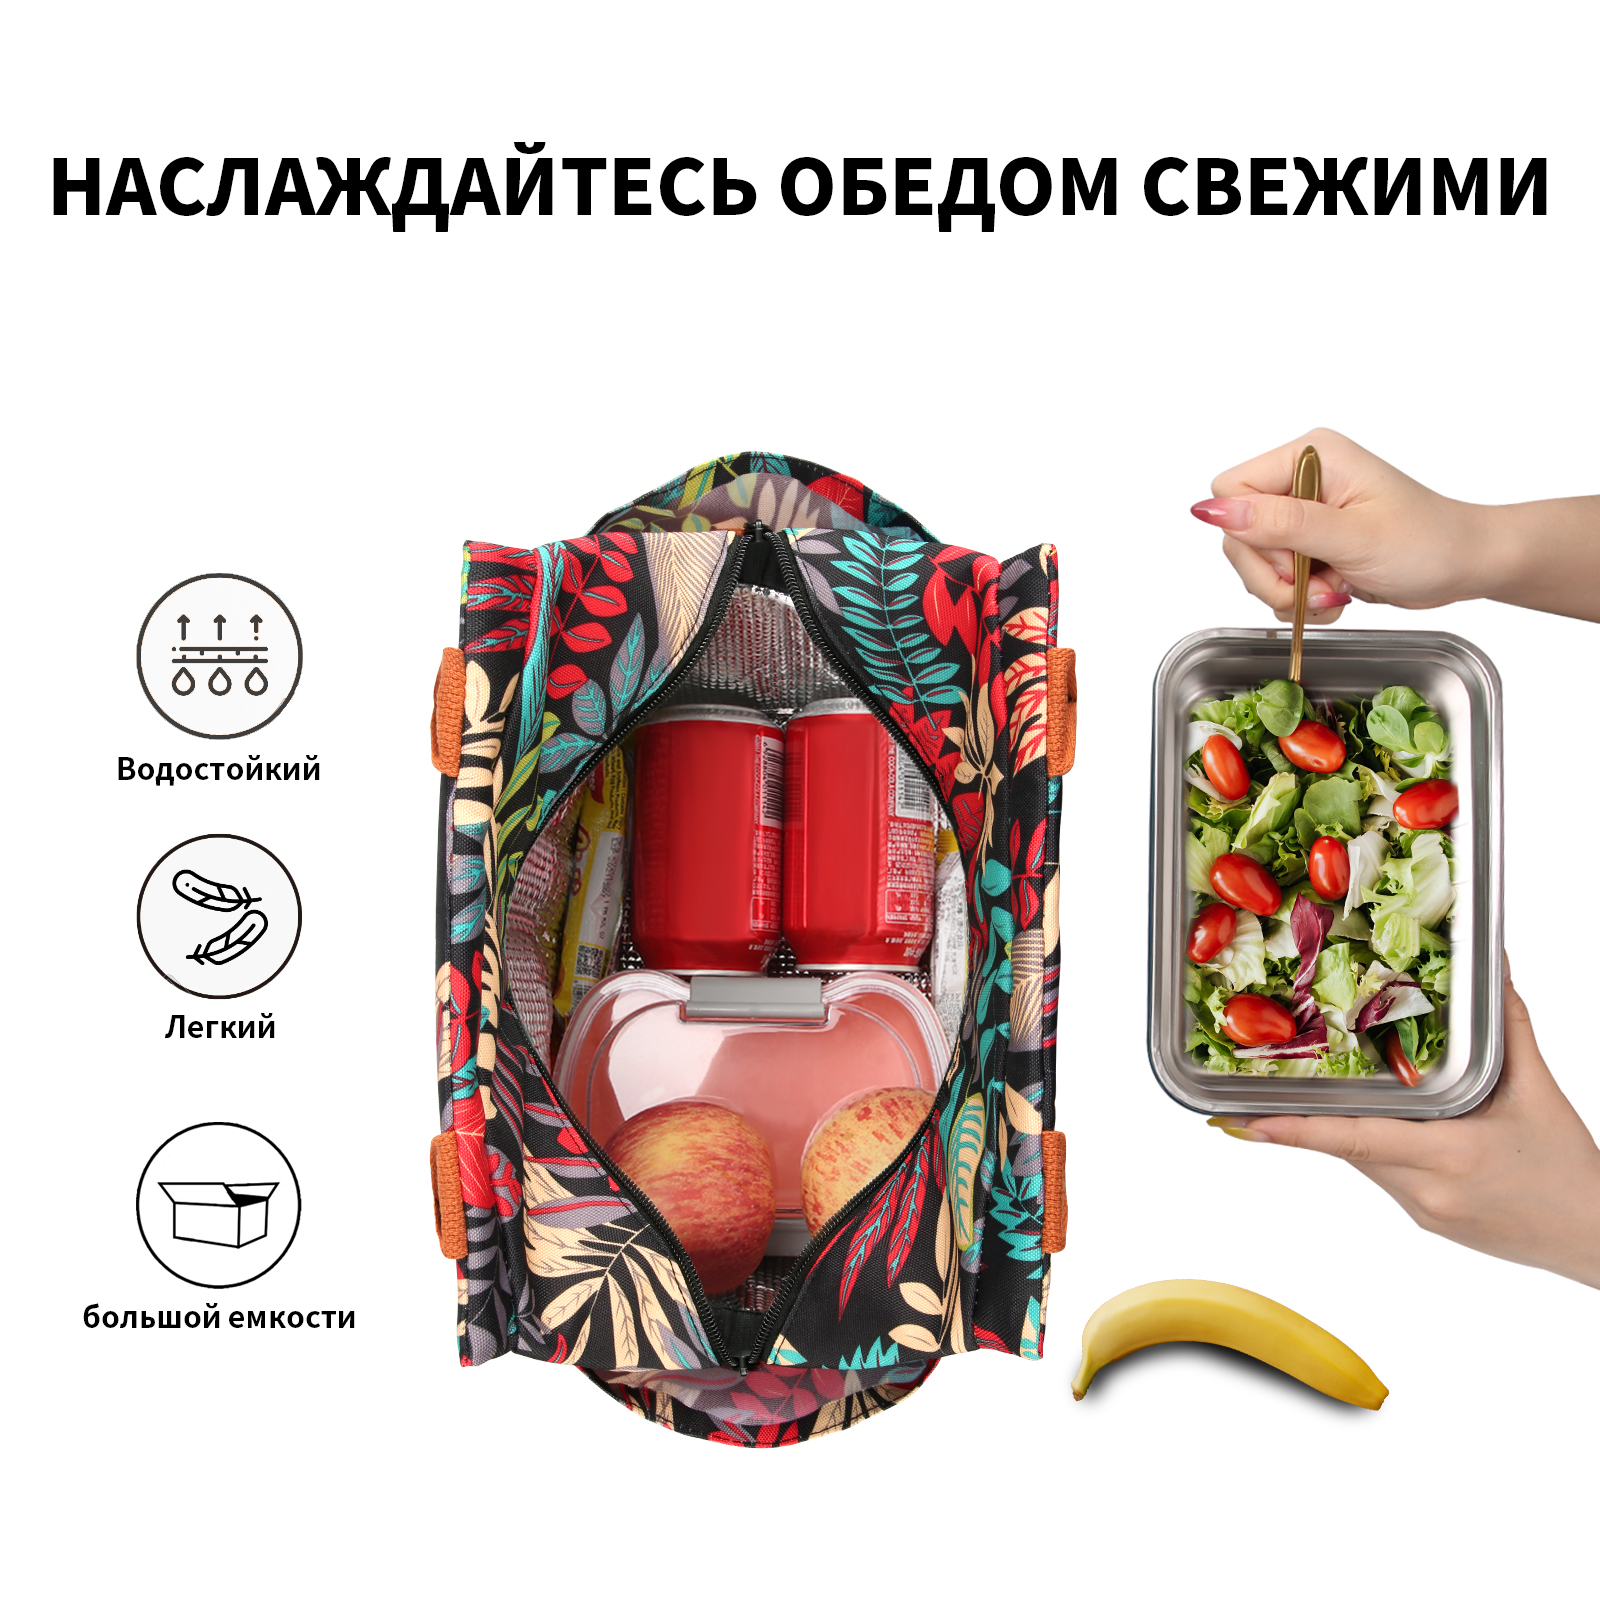 НАСЛАЖДАЙТЕСЬ ОБЕДОМ СВЕЖИМИ
Водостойкий
Легкий
большой емкости